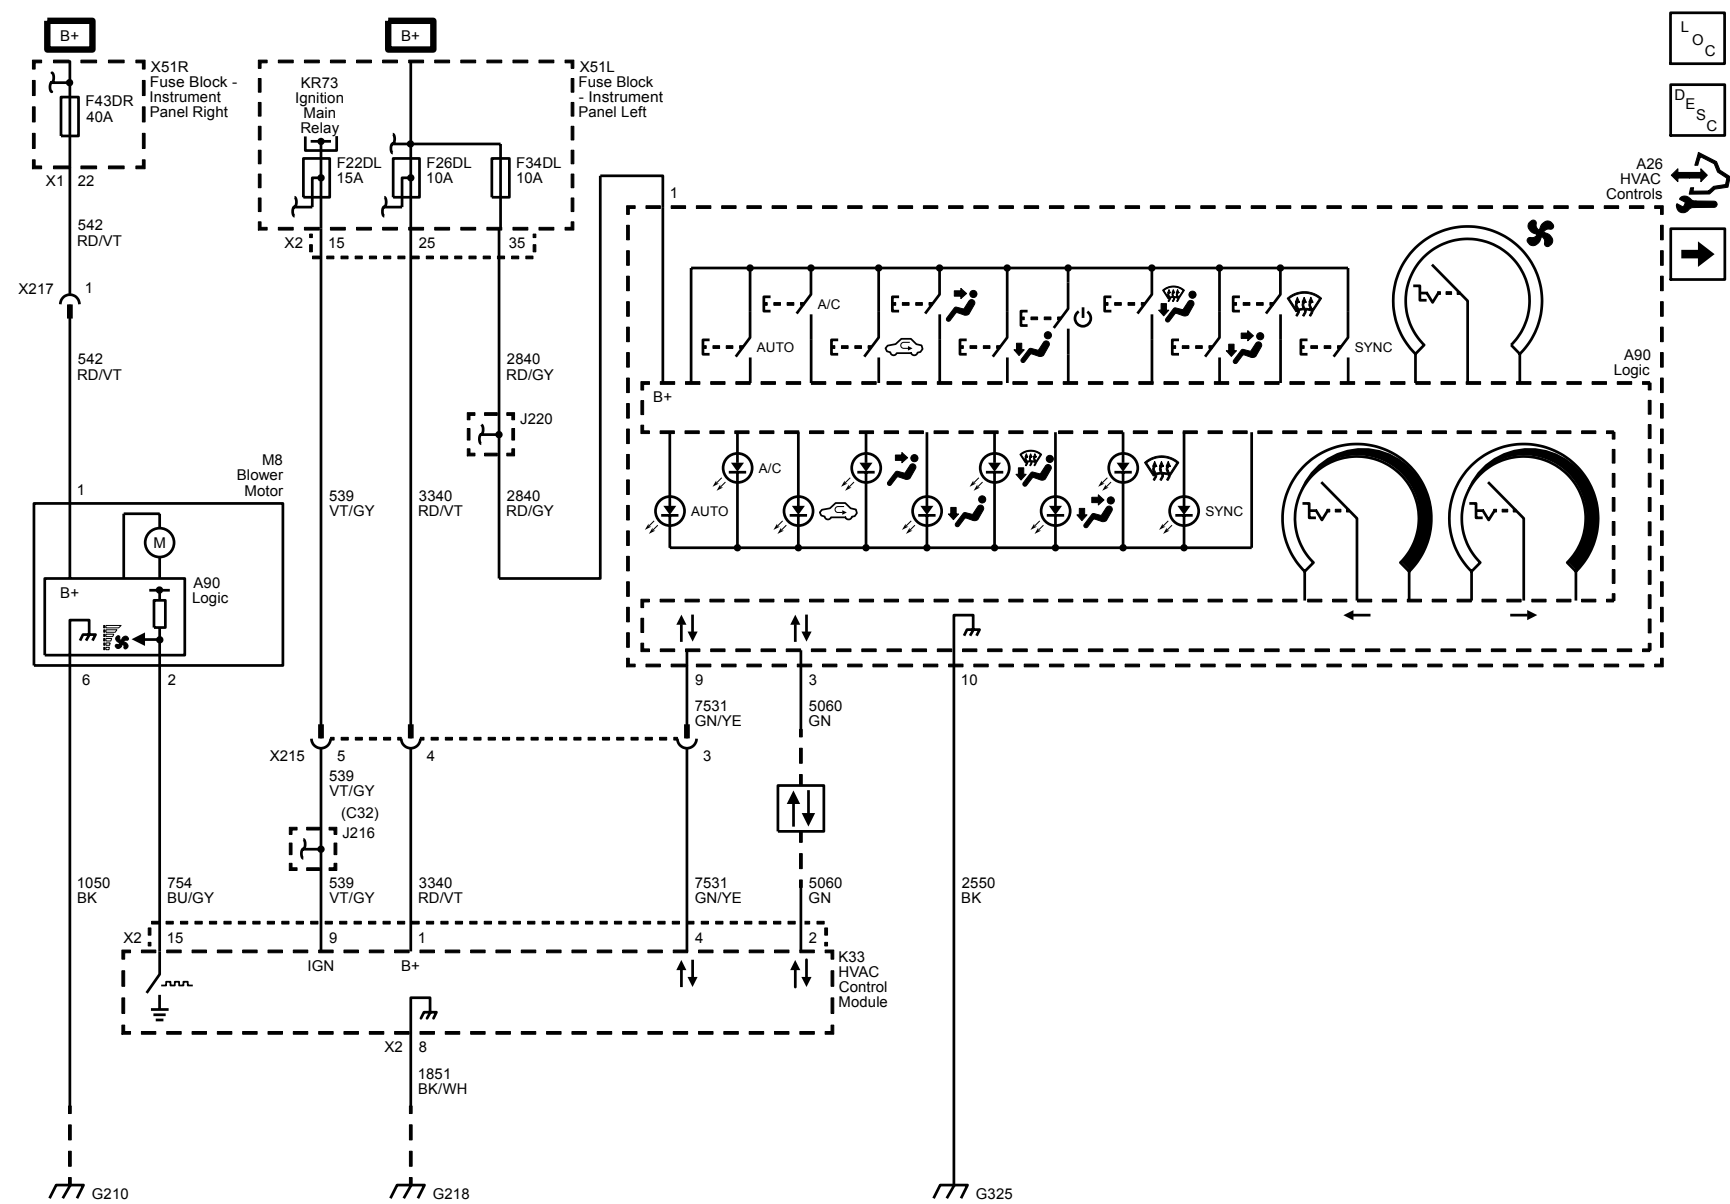 B+
B+
L O C
X51R
Fuse Block -
Instrument
Panel Right
F43DR
40A
X1 22
542
RD/VT
X217 1
542
RD/VT
KR73
Ignition
Main
Relay
X51L
Fuse Block
- Instrument
Panel Left
F22DL
15A
F26DL
10A
F34DL
10A
X2 15 25 35
D E S C
A26
HVAC
Controls
1
A/C
AUTO
SYNC
A90
Logic
B+
2840
RD/GY
J220
2840
RD/GY
539
VT/GY
3340
RD/VT
A/C
AUTO
SYNC
M8
Blower
Motor
1
M
B+
A90
Logic
6 2
9 3 10
7531
GN/YE
5060
GN
X215 5 4 3
539
VT/GY
(C32)
J216
1050
BK
754
BU/GY
539
VT/GY
3340
RD/VT
7531
GN/YE
5060
GN
2550
BK
X2 15 9 1 4 2
IGN B+
K33
HVAC
Control
Module
X2 8
1851
BK/WH
G210 G218 G325